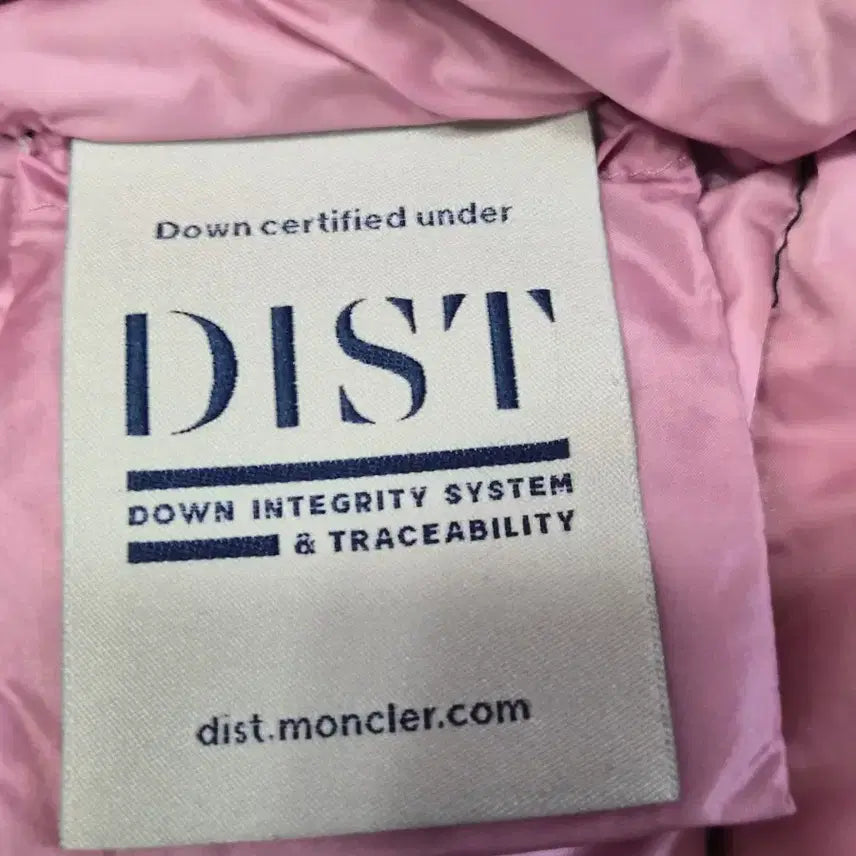 Down certified under
DIST
DOWN INTEGRITY SYSTEM
& TRACEABILITY
dist.moncler.com